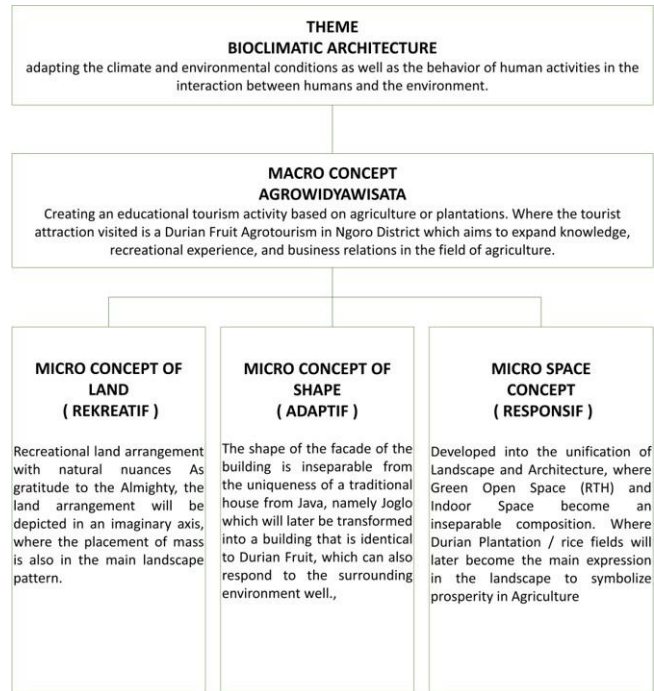 THEME
BIOCLIMATIC ARCHITECTURE
adapting the climate and environmental conditions as well as the behavior of human activities in the
interaction between humans and the environment.
MACRO CONCEPT
AGROWIDYAWISATA
Creating an educational tourism activity based on agriculture or plantations. Where the tourist
attraction visited is a Durian Fruit Agrotourism in Ngoro District which aims to expand knowledge,
recreational experience, and business relations in the field of agriculture.
MICRO CONCEPT OF
LAND
( REKREATIF )
Recreational land arrangement
with natural nuances As
gratitude to the Almighty, the
land arrangement will be
depicted in an imaginary axis,
where the placement of mass
is also in the main landscape
pattern.
MICRO CONCEPT OF
SHAPE
( ADAPTIF )
The shape of the facade of the
building is inseparable from
the uniqueness of a traditional
house from Java, namely Joglo
which will later be transformed
into a building that is identical
to Durian Fruit, which can also
respond to the surrounding
environment well.,
MICRO SPACE
CONCEPT
( RESPONSIF )
Developed into the unification of
Landscape and Architecture, where
Green Open Space (RTH) and
Indoor Space become an
inseparable composition. Where
Durian Plantation / rice fields will
later become the main expression
in the landscape to symbolize
prosperity in Agriculture